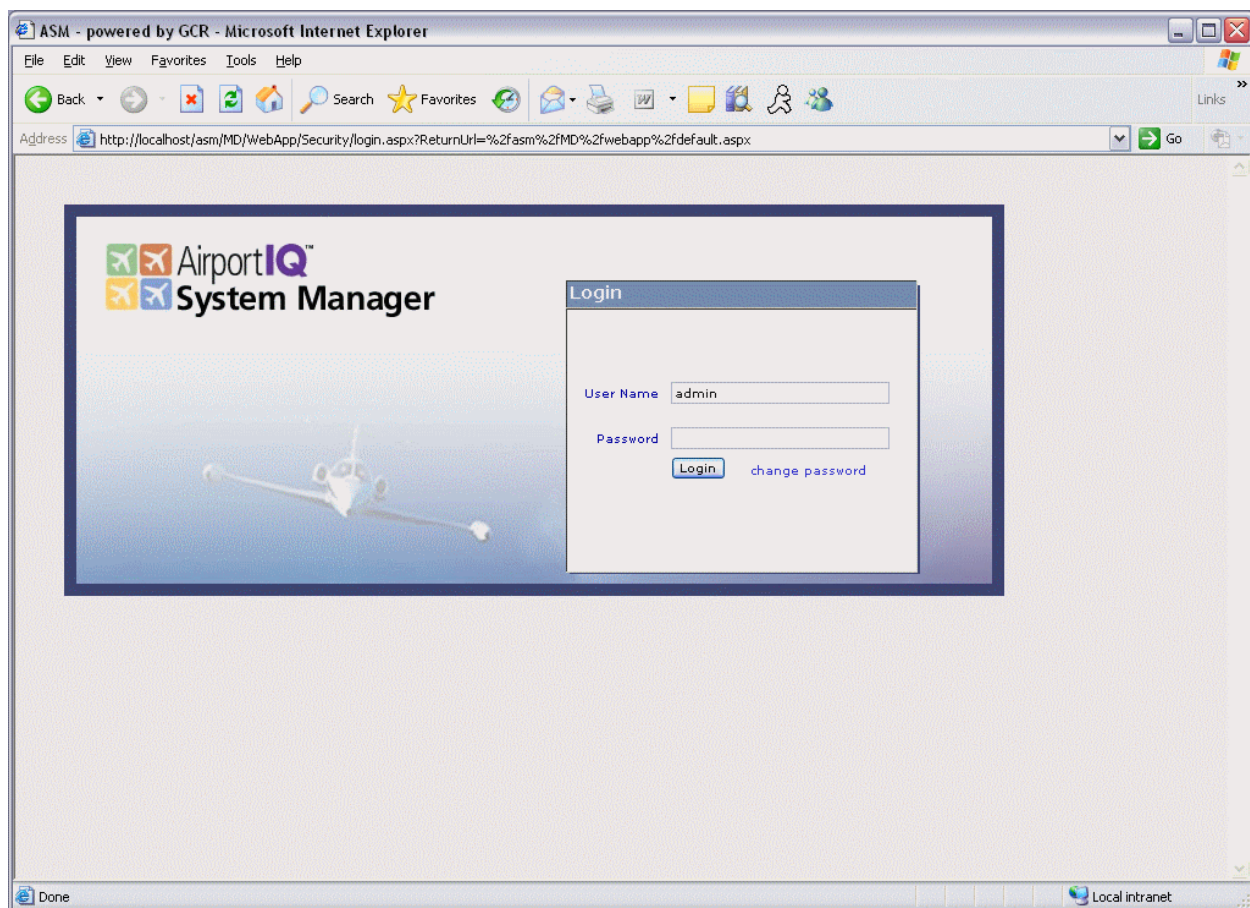 ASM - powered by GCR - Microsoft Internet Explorer
File Edit View Favorites Tools Help
Back Search Favorites W Links »
Address http://localhost/asm/MD/WebApp/Security/login.aspx?ReturnUrl=%2fasm%2fMD%2fwebapp%2fdefault.aspx Go
AirportIQ™
System Manager
Login
User Name admin
Password
Login change password
Done Local intranet